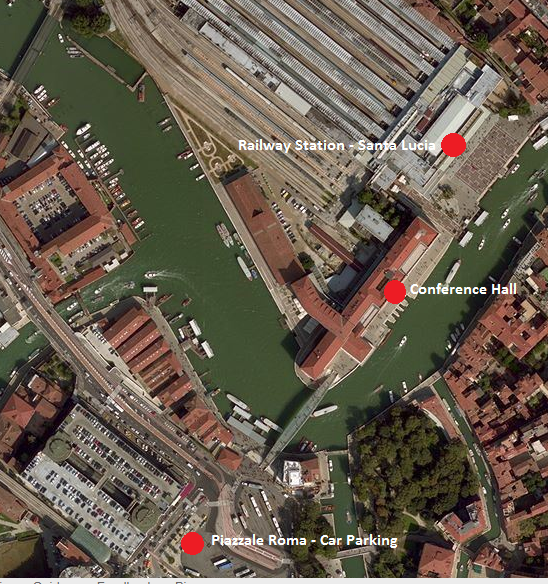 Railway Station - Santa Lucia
Conference Hall
Piazzale Roma - Car Parking